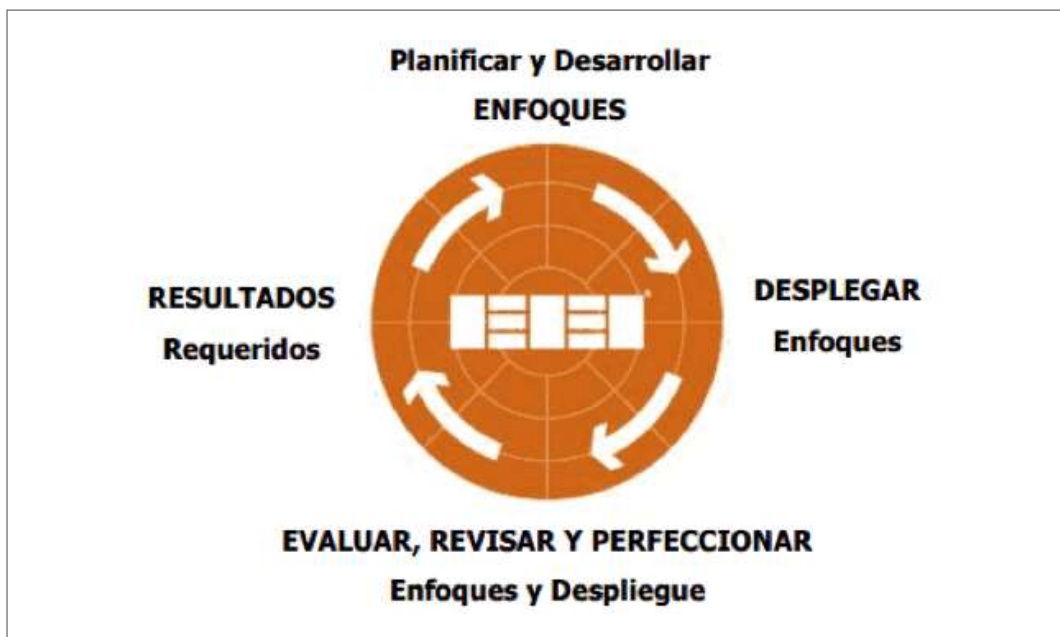 Planificar y Desarrollar
ENFOQUES
RESULTADOS
Requeridos
DESPLEGAR
Enfoques
EVALUAR, REVISAR Y PERFECCIONAR
Enfoques y Despliegue